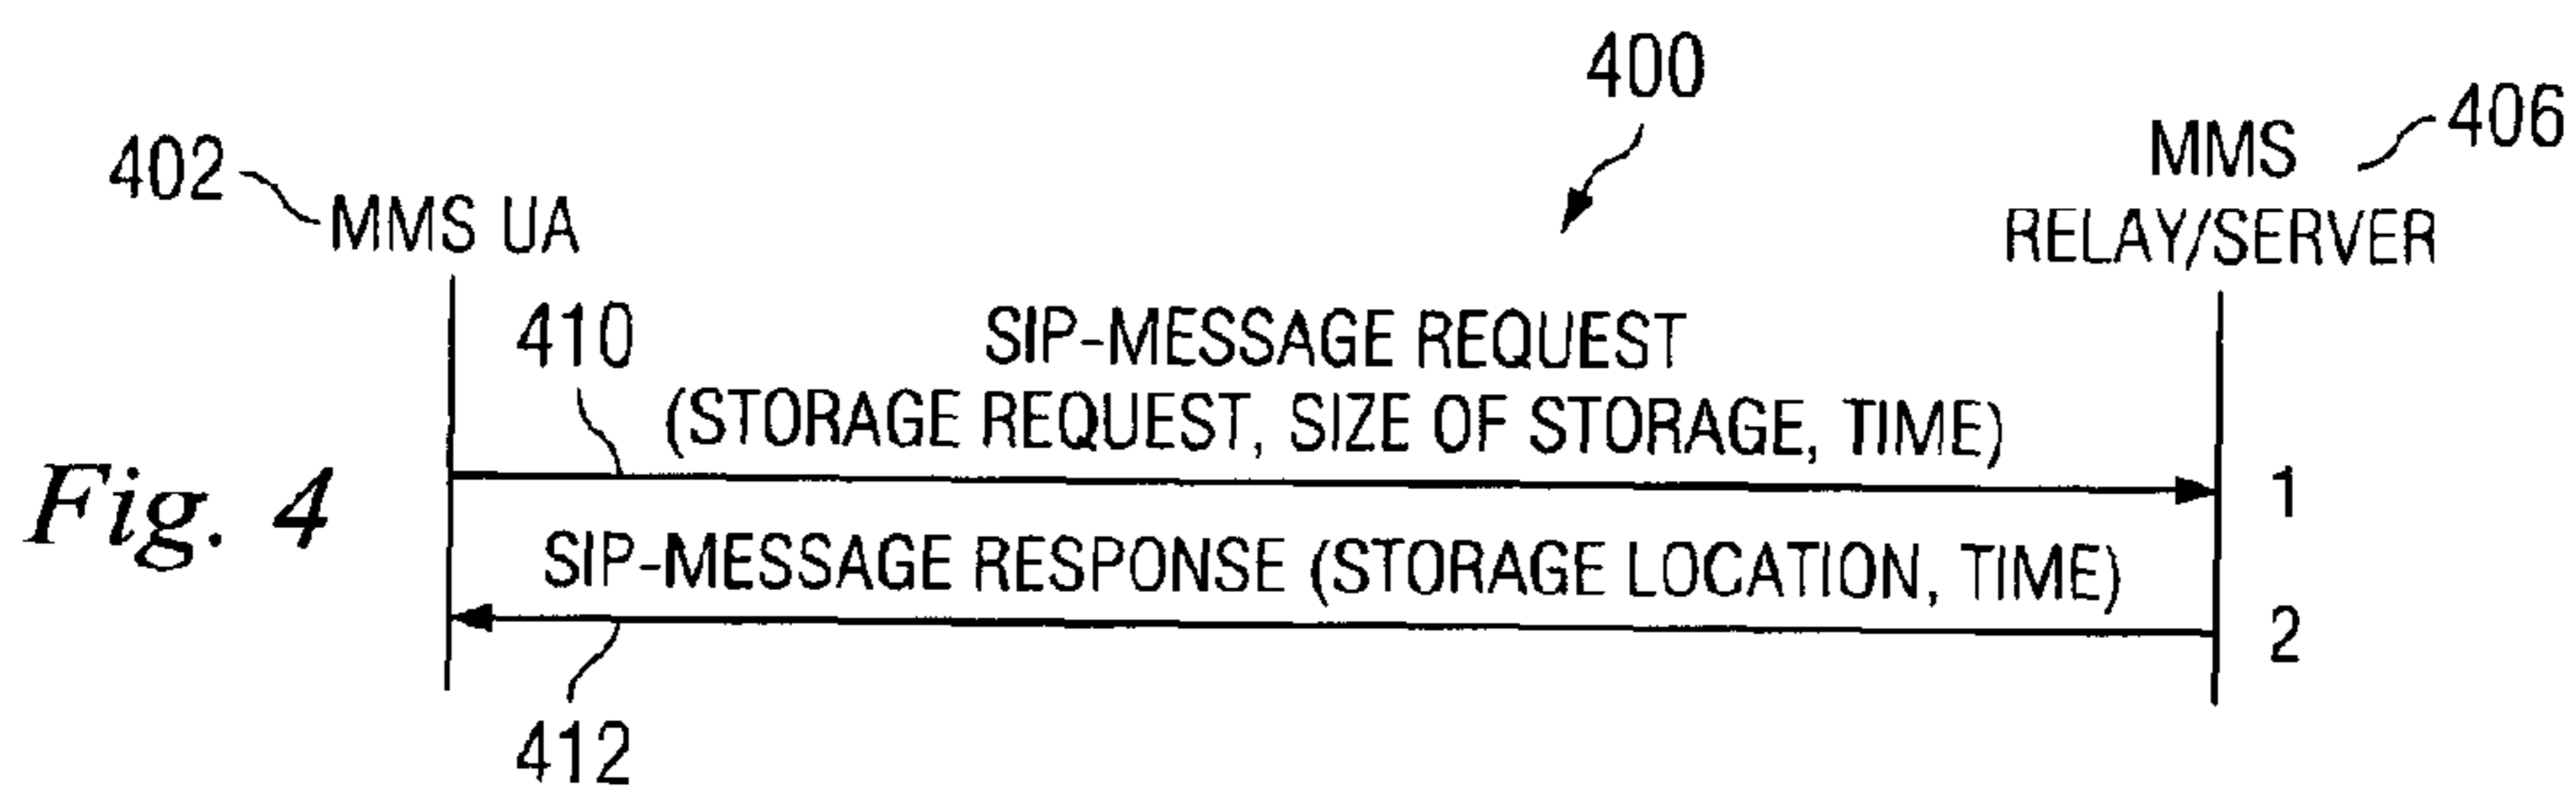 400
402
MMS UA
MMS
RELAY/SERVER
406
410
SIP-MESSAGE REQUEST
(STORAGE REQUEST, SIZE OF STORAGE, TIME)
1
Fig. 4
SIP-MESSAGE RESPONSE (STORAGE LOCATION, TIME)
2
412